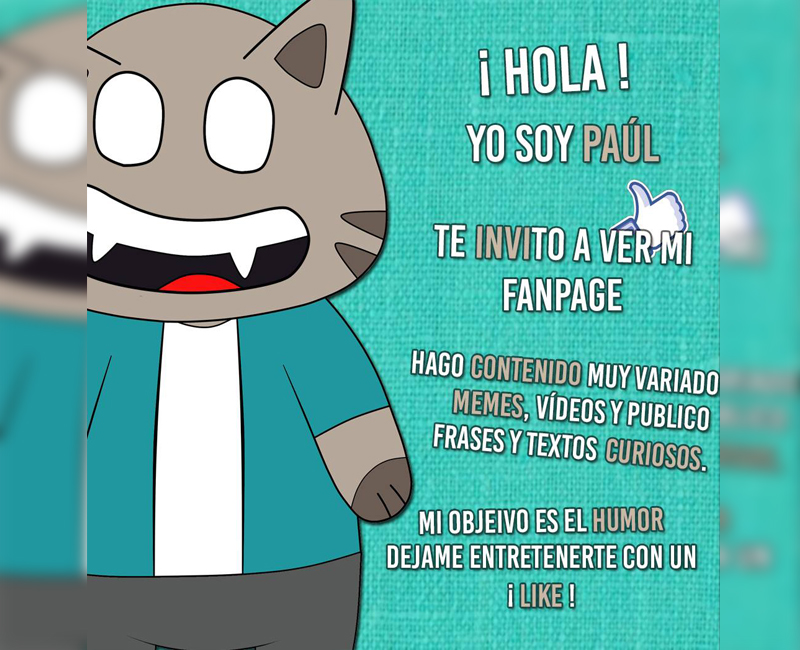 ¡ HOLA !
YO SOY PAÚL
TE INVITO A VER MI
FANPAGE
HAGO CONTENIDO MUY VARIADO
MEMES, VÍDEOS Y PUBLICO
FRASES Y TEXTOS CURIOSOS.
MI OBJEIVO ES EL HUMOR
DEJAME ENTRETENERTE CON UN
¡ LIKE !